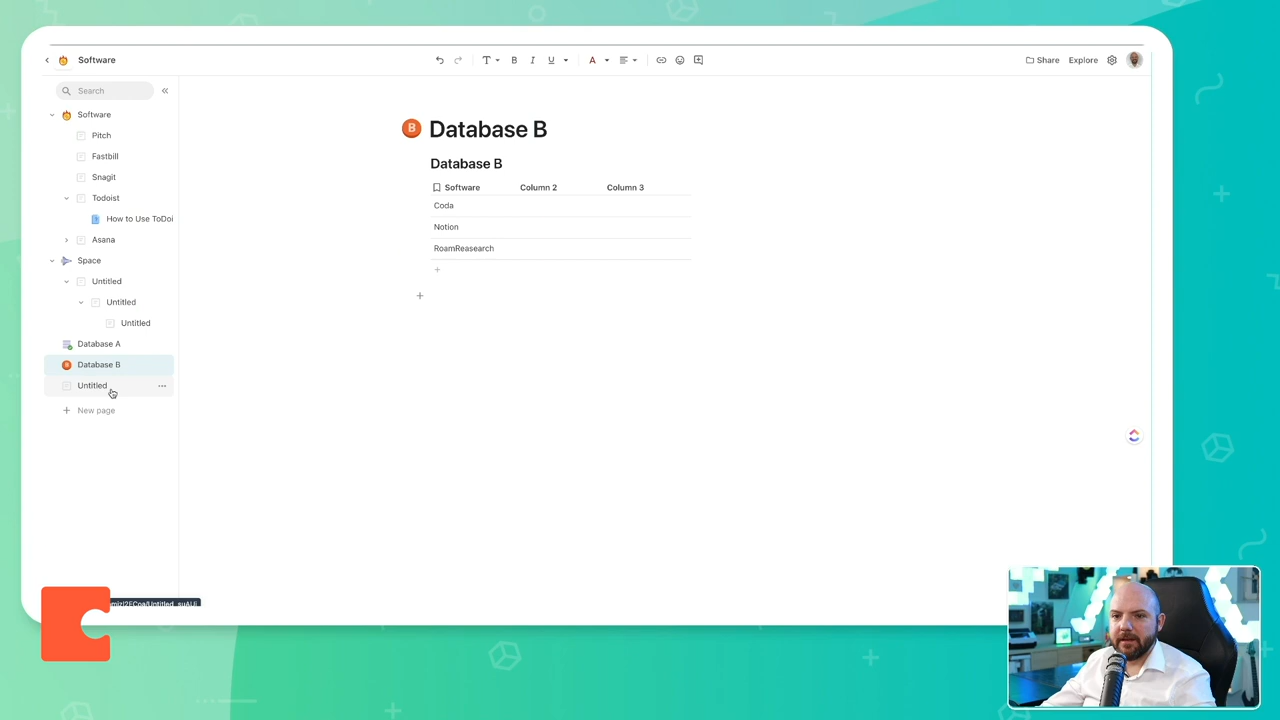 Software
T B I U A
Share Explore
Search
Software
Pitch
Fastbill
Snagit
Todoist
How to Use ToDoi
Asana
Space
Untitled
Untitled
Untitled
Database A
Database B
Untitled
New page
B Database B
Database B
Software Column 2 Column 3
Coda
Notion
RoamReasearch